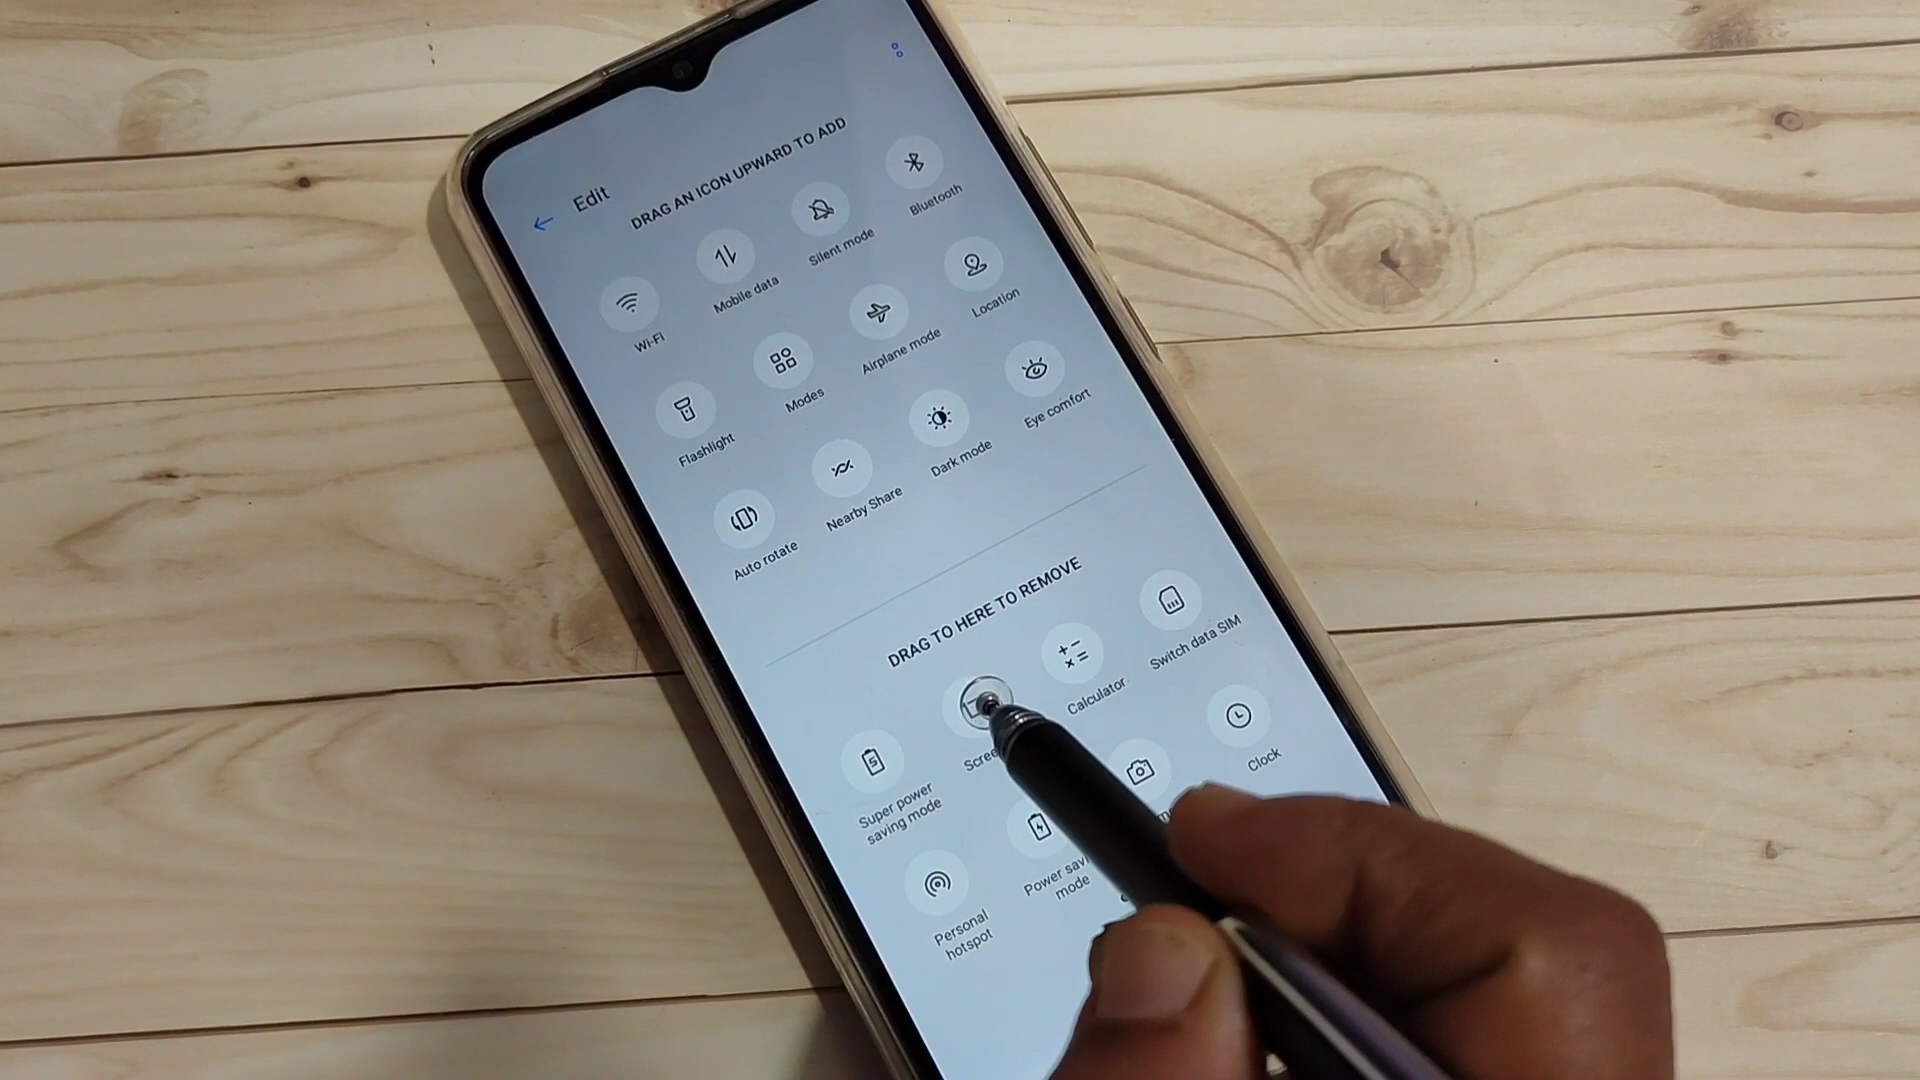 Edit
DRAG AN ICON UPWARD TO ADD
Wi-Fi
Mobile data
Silent mode
Bluetooth
Flashlight
Modes
Airplane mode
Location
Auto rotate
Nearby Share
Dark mode
Eye comfort
DRAG TO HERE TO REMOVE
Super power
saving mode
Calculator
Switch data SIM
Personal
hotspot
Power
mode
Clock